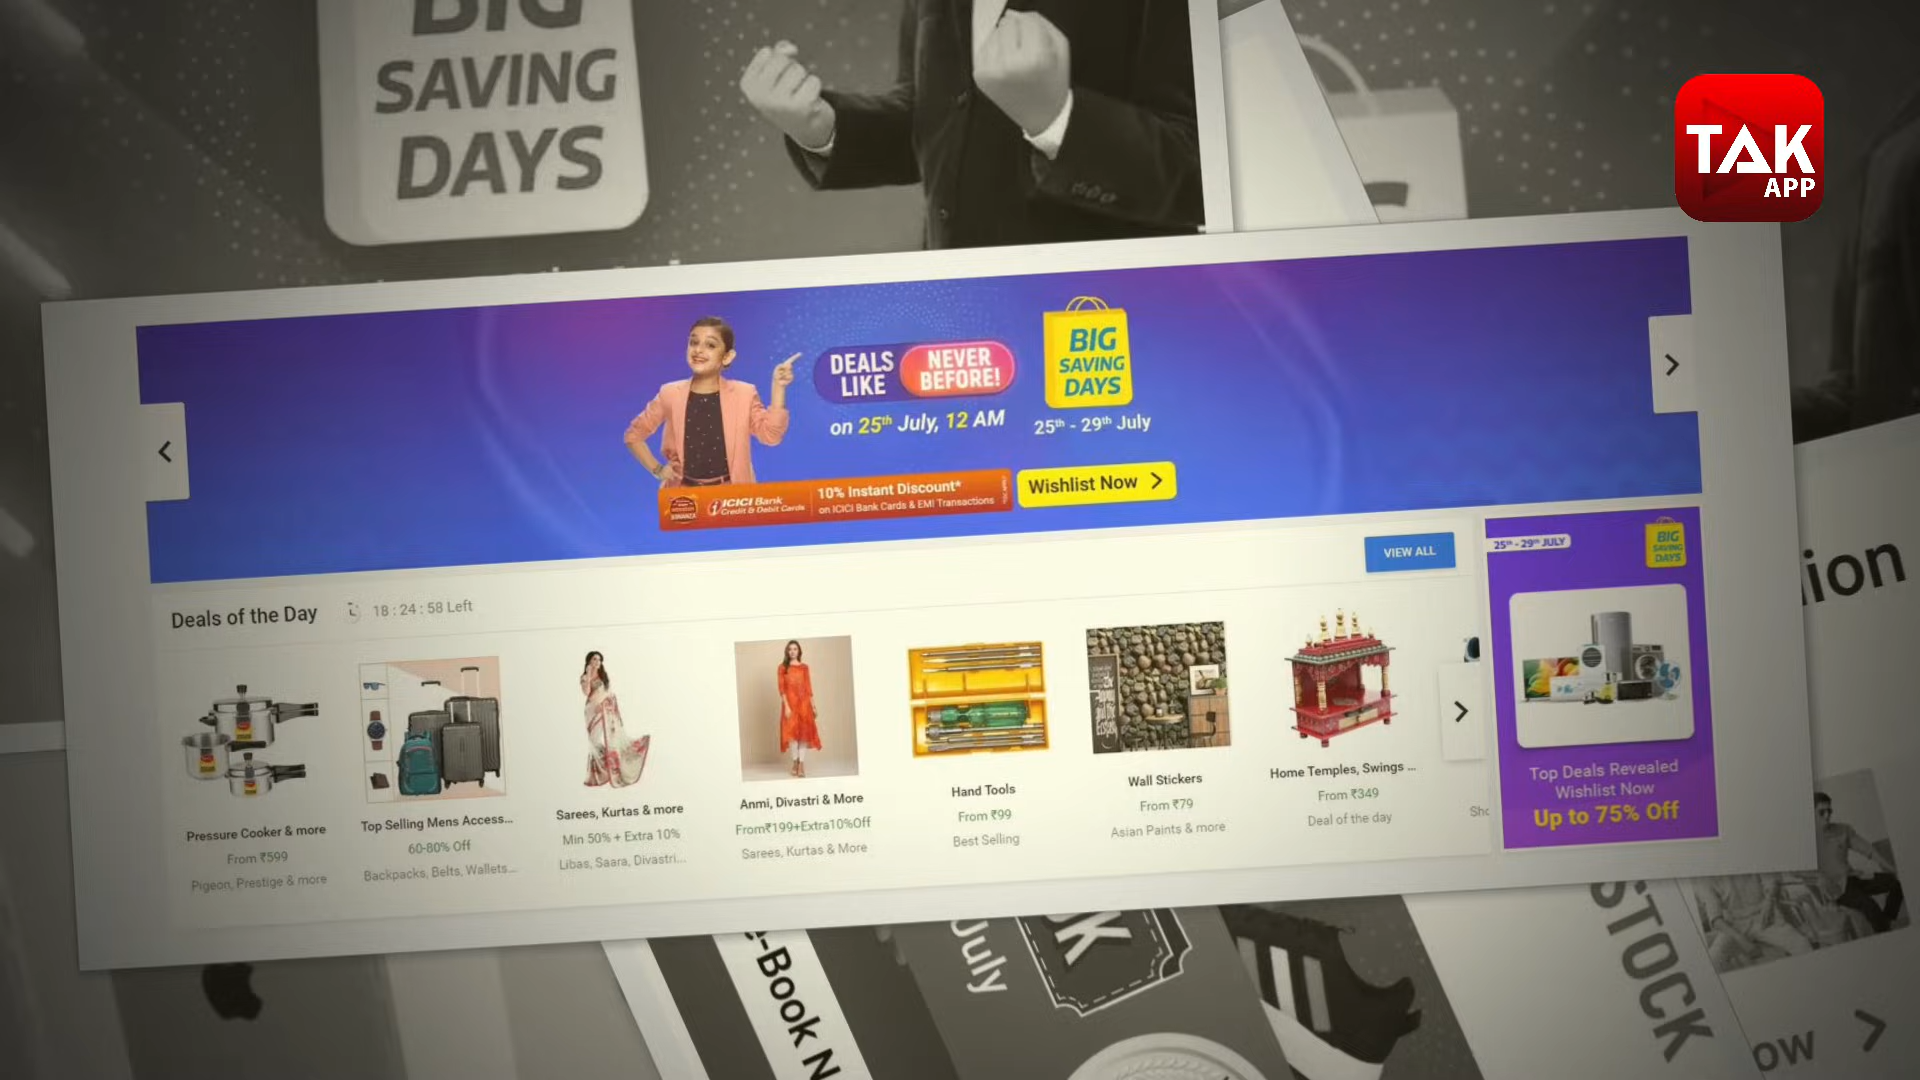 BIG
SAVING
DAYS
TAK
APP
DEALS
LIKE
NEVER
BEFORE!
on 25th July, 12 AM
BIG
SAVING
DAYS
25th - 29th July
ICICI Bank
Credit & Debit Cards
10% Instant Discount*
on ICICI Bank Cards & EMI Transactions
Wishlist Now
VIEW ALL
Deals of the Day
18 : 24 : 58 Left
Pressure Cooker & more
From ₹599
Pigeon, Prestige & more
Top Selling Mens Access...
60-80% Off
Backpacks, Belts, Wallets...
Sarees, Kurtas & more
Min 50% + Extra 10%
Libas, Saara, Divastri...
Anmi, Divastri & More
From₹199+Extra10%Off
Sarees, Kurtas & More
Hand Tools
From ₹99
Best Selling
Wall Stickers
From ₹79
Asian Paints & more
Home Temples, Swings ...
From ₹349
Deal of the day
Sho
25th - 29th JULY
BIG
SAVING
DAYS
Top Deals Revealed
Wishlist Now
Up to 75% Off
ion
e-Book N
July
STOCK
ow